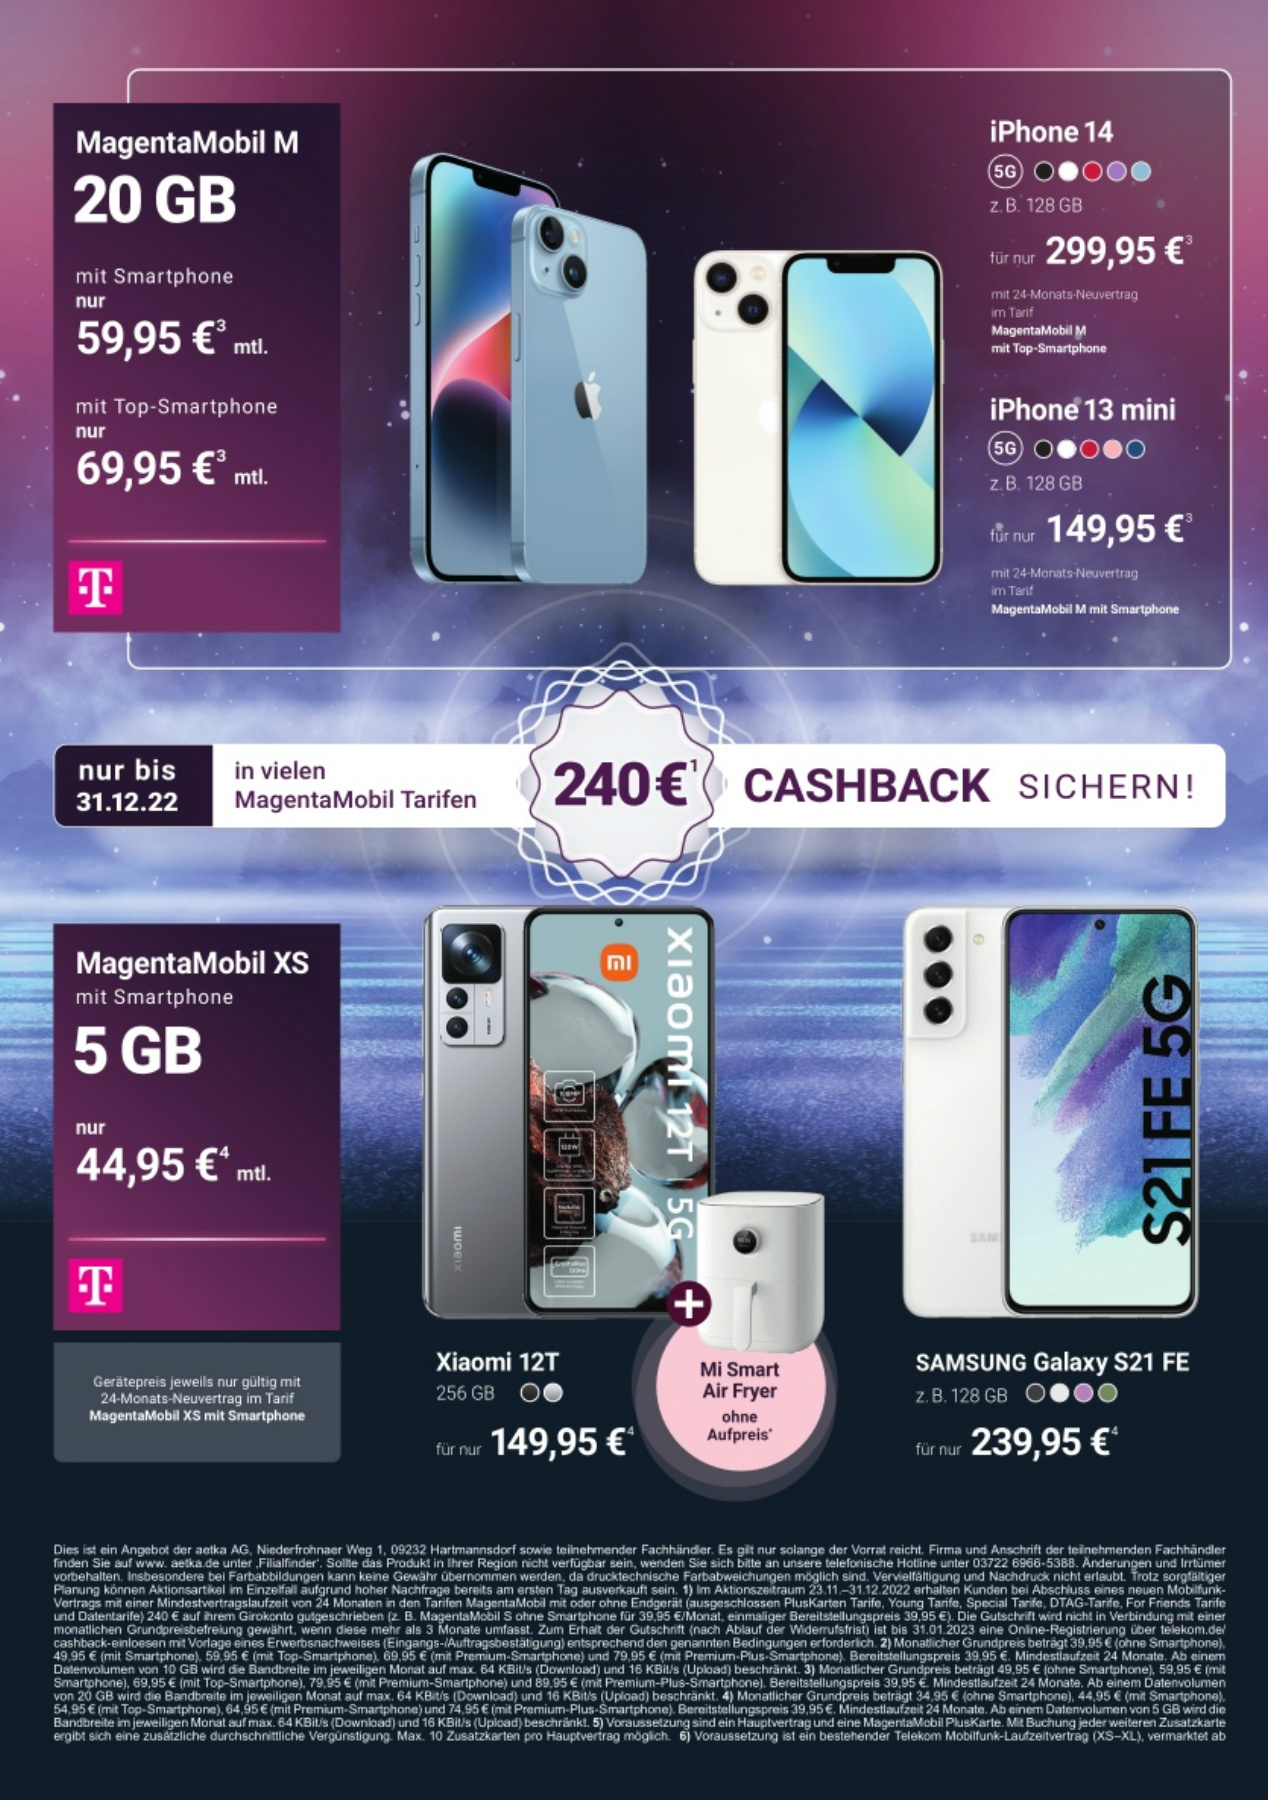 MagentaMobil M
20 GB
mit Smartphone
nur
59,95 €³ mtl.
mit Top-Smartphone
nur
69,95 €³ mtl.
T
iPhone 14
5G
z. B. 128 GB
für nur 299,95 €³
mit 24-Monats-Neuvertrag
im Tarif
MagentaMobil M
mit Top-Smartphone
iPhone 13 mini
5G
z. B. 128 GB
für nur 149,95 €³
mit 24-Monats-Neuvertrag
im Tarif
MagentaMobil M mit Smartphone
nur bis
31.12.22
in vielen
MagentaMobil Tarifen
240 €¹
CASHBACK SICHERN!
MagentaMobil XS
mit Smartphone
5 GB
nur
44,95 €⁴ mtl.
T
Gerätepreis jeweils nur gültig mit
24-Monats-Neuvertrag im Tarif
MagentaMobil XS mit Smartphone
xiaomi
mi
Xiaomi 12T 5G
Xiaomi 12T
256 GB
für nur 149,95 €⁴
+
Mi Smart
Air Fryer
ohne
Aufpreis*
SAM
S21 FE 5G
SAMSUNG Galaxy S21 FE
z. B. 128 GB
für nur 239,95 €⁴
Dies ist ein Angebot der aetka AG, Niederfrohnaer Weg 1, 09232 Hartmannsdorf sowie teilnehmender Fachhändler. Es gilt nur solange der Vorrat reicht. Firma und Anschrift der teilnehmenden Fachhändler
finden Sie auf www. aetka.de unter ‚Filialfinder‘. Sollte das Produkt in Ihrer Region nicht verfügbar sein, wenden Sie sich bitte an unsere telefonische Hotline unter 03722 6966-5388. Änderungen und Irrtümer
vorbehalten. Insbesondere bei Farbabbildungen kann keine Gewähr übernommen werden, da drucktechnische Farbabweichungen möglich sind. Vervielfältigung und Nachdruck nicht erlaubt. Trotz sorgfältiger
Planung können Aktionsartikel im Einzelfall aufgrund hoher Nachfrage bereits am ersten Tag ausverkauft sein. 1) Im Aktionszeitraum 23.11.–31.12.2022 erhalten Kunden bei Abschluss eines neuen Mobilfunk-
Vertrags mit einer Mindestvertragslaufzeit von 24 Monaten in den Tarifen MagentaMobil mit oder ohne Endgerät (ausgeschlossen PlusKarten Tarife, Young Tarife, Special Tarife, DTAG-Tarife, For Friends Tarife
und Datentarife) 240 € auf ihrem Girokonto gutgeschrieben (z. B. MagentaMobil S ohne Smartphone für 39,95 €/Monat, einmaliger Bereitstellungspreis 39,95 €). Die Gutschrift wird nicht in Verbindung mit einer
monatlichen Grundpreisbefreiung gewährt, wenn diese mehr als 3 Monate umfasst. Zum Erhalt der Gutschrift (nach Ablauf der Widerrufsfrist) ist bis 31.01.2023 eine Online-Registrierung über telekom.de/
cashback-einloesen mit Vorlage eines Erwerbsnachweises (Eingangs-/Auftragsbestätigung) entsprechend den genannten Bedingungen erforderlich. 2) Monatlicher Grundpreis beträgt 39,95 € (ohne Smartphone),
49,95 € (mit Smartphone), 59,95 € (mit Top-Smartphone), 69,95 € (mit Premium-Smartphone) und 79,95 € (mit Premium-Plus-Smartphone). Bereitstellungspreis 39,95 €. Mindestlaufzeit 24 Monate. Ab einem
Datenvolumen von 10 GB wird die Bandbreite im jeweiligen Monat auf max. 64 KBit/s (Download) und 16 KBit/s (Upload) beschränkt. 3) Monatlicher Grundpreis beträgt 49,95 € (ohne Smartphone), 59,95 € (mit
Smartphone), 69,95 € (mit Top-Smartphone), 79,95 € (mit Premium-Smartphone) und 89,95 € (mit Premium-Plus-Smartphone). Bereitstellungspreis 39,95 €. Mindestlaufzeit 24 Monate. Ab einem Datenvolumen
von 20 GB wird die Bandbreite im jeweiligen Monat auf max. 64 KBit/s (Download) und 16 KBit/s (Upload) beschränkt. 4) Monatlicher Grundpreis beträgt 34,95 € (ohne Smartphone), 44,95 € (mit Smartphone),
54,95 € (mit Top-Smartphone), 64,95 € (mit Premium-Smartphone) und 74,95 € (mit Premium-Plus-Smartphone). Bereitstellungspreis 39,95 €. Mindestlaufzeit 24 Monate. Ab einem Datenvolumen von 5 GB wird die
Bandbreite im jeweiligen Monat auf max. 64 KBit/s (Download) und 16 KBit/s (Upload) beschränkt. 5) Voraussetzung sind ein Hauptvertrag und eine MagentaMobil PlusKarte. Mit Buchung jeder weiteren Zusatzkarte
ergibt sich eine zusätzliche durchschnittliche Vergünstigung. Max. 10 Zusatzkarten pro Hauptvertrag möglich. 6) Voraussetzung ist ein bestehender Telekom Mobilfunk-Laufzeitvertrag (XS–XL), vermarktet ab